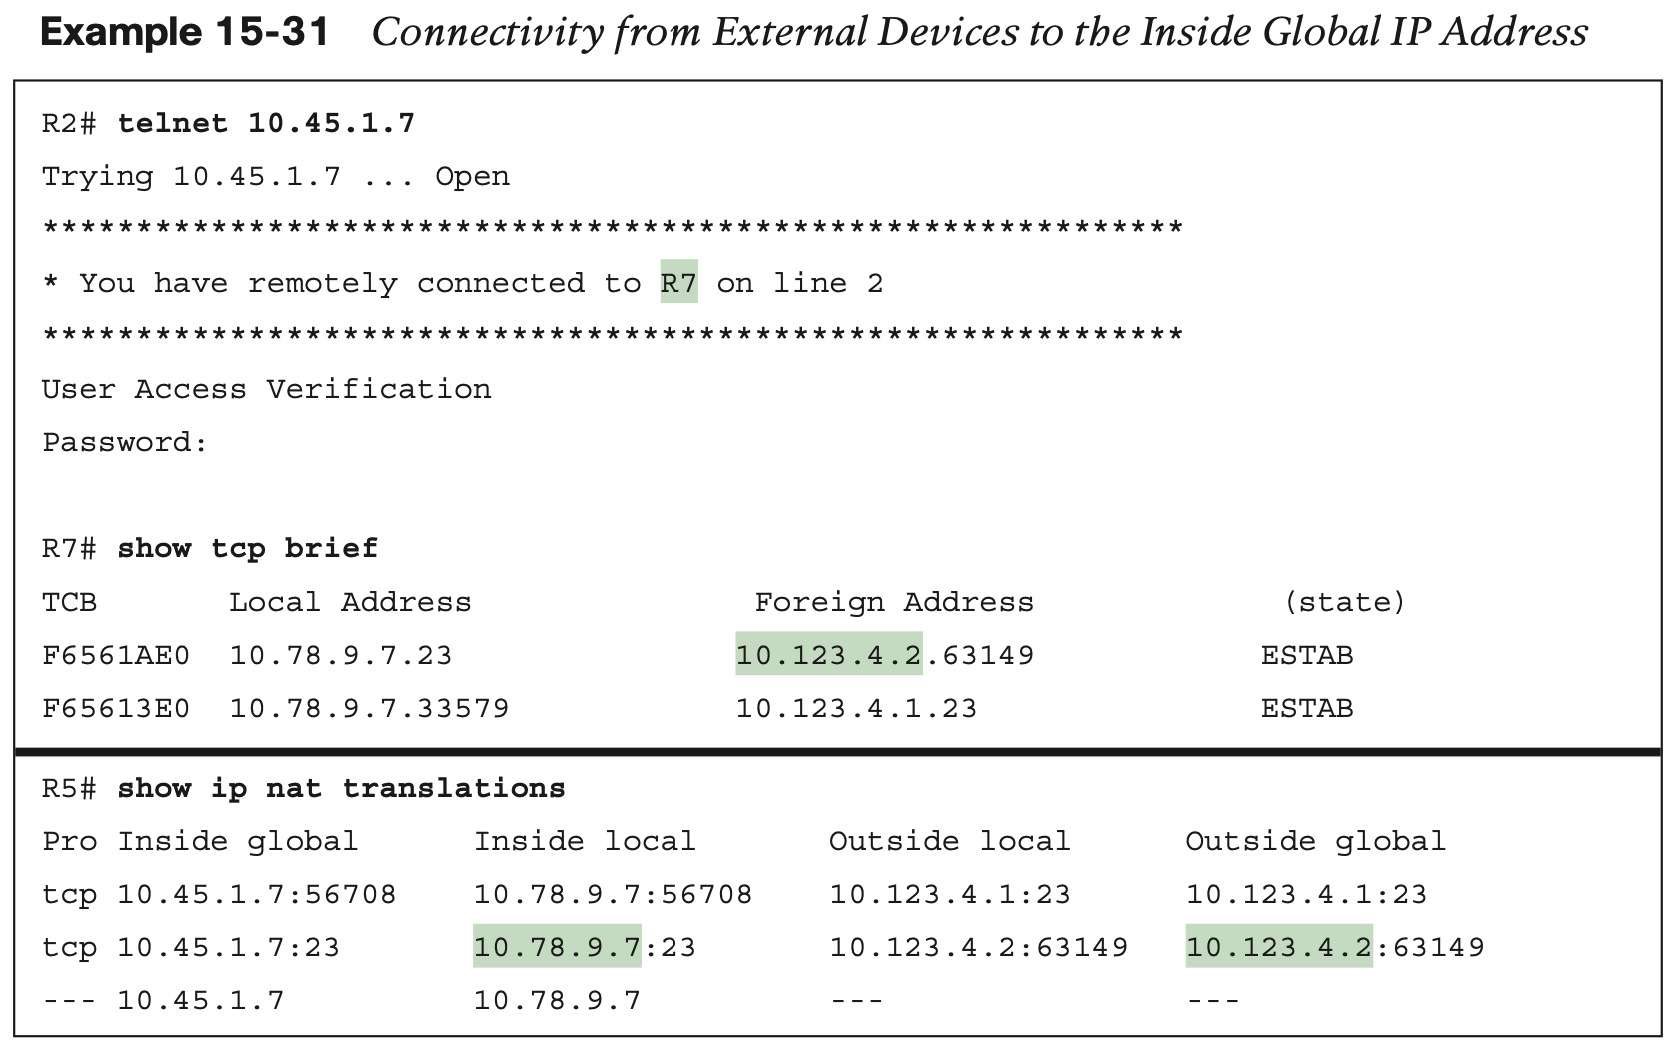 Example 15-31 Connectivity from External Devices to the Inside Global IP Address
R2# telnet 10.45.1.7
Trying 10.45.1.7 ... Open
*************************************************************
* You have remotely connected to R7 on line 2
*************************************************************
User Access Verification
Password:
R7# show tcp brief
TCB Local Address Foreign Address (state)
F6561AE0 10.78.9.7.23 10.123.4.2.63149 ESTAB
F65613E0 10.78.9.7.33579 10.123.4.1.23 ESTAB
R5# show ip nat translations
Pro Inside global Inside local Outside local Outside global
tcp 10.45.1.7:56708 10.78.9.7:56708 10.123.4.1:23 10.123.4.1:23
tcp 10.45.1.7:23 10.78.9.7:23 10.123.4.2:63149 10.123.4.2:63149
--- 10.45.1.7 10.78.9.7 --- ---